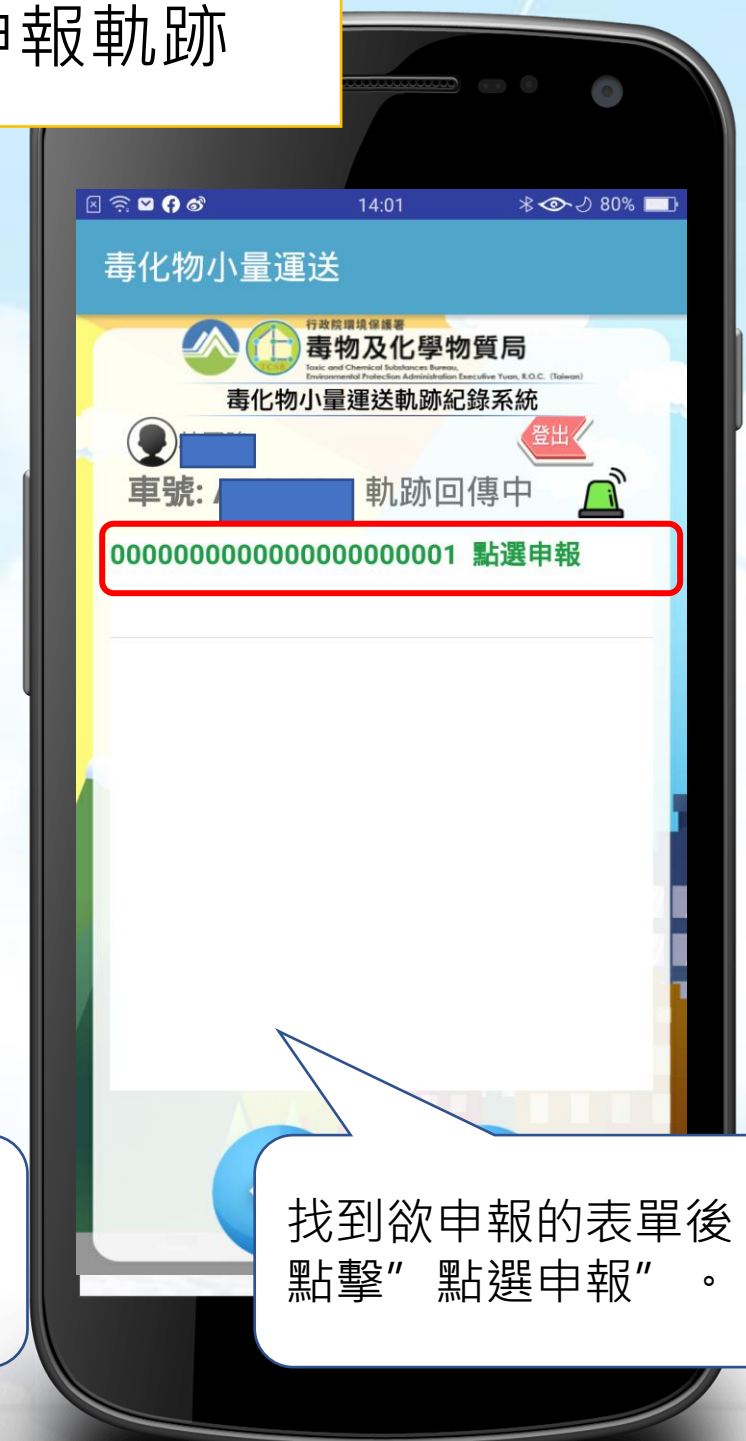 申報軌跡
14:01
80%
毒化物小量運送
行政院環境保護署
毒物及化學物質局
TCSB
Toxic and Chemical Substances Bureau,
Environmental Protection Administration Executive Yuan, R.O.C. (Taiwan)
毒化物小量運送軌跡紀錄系統
登出
車號:
軌跡回傳中
0000000000000000000001 點選申報
找到欲申報的表單後
點擊”點選申報”。